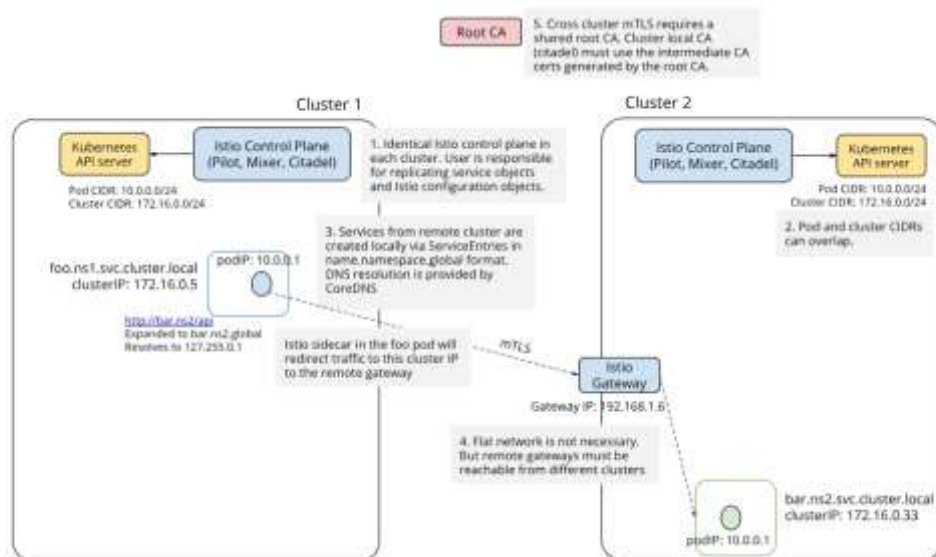 Root CA
5. Cross cluster mTLS requires a
shared root CA. Cluster local CA
(citadel) must use the intermediate CA
certs generated by the root CA.
Cluster 1
Cluster 2
Kubernetes
API server
Istio Control Plane
(Pilot, Mixer, Citadel)
1. Identical Istio control plane in
each cluster. User is responsible
for replicating service objects
and Istio configuration objects.
Istio Control Plane
(Pilot, Mixer, Citadel)
Kubernetes
API server
Pod CIDR: 10.0.0.0/24
Cluster CIDR: 172.16.0.0/24
Pod CIDR: 10.0.0.0/24
Cluster CIDR: 172.16.0.0/24
2. Pod and cluster CIDRs
can overlap.
3. Services from remote cluster are
created locally via ServiceEntries in
name.namespace.global format.
DNS resolution is provided by
CoreDNS
podIP: 10.0.0.1
foo.ns1.svc.cluster.local
clusterIP: 172.16.0.5
http://bar.ns2/api
Expanded to bar.ns2.global
Resolves to 127.255.0.1
Istio sidecar in the foo pod will
redirect traffic to this cluster IP
to the remote gateway
mTLS
Istio
Gateway
Gateway IP: 192.168.1.6
4. Flat network is not necessary.
But remote gateways must be
reachable from different clusters
bar.ns2.svc.cluster.local
clusterIP: 172.16.0.33
podIP: 10.0.0.1